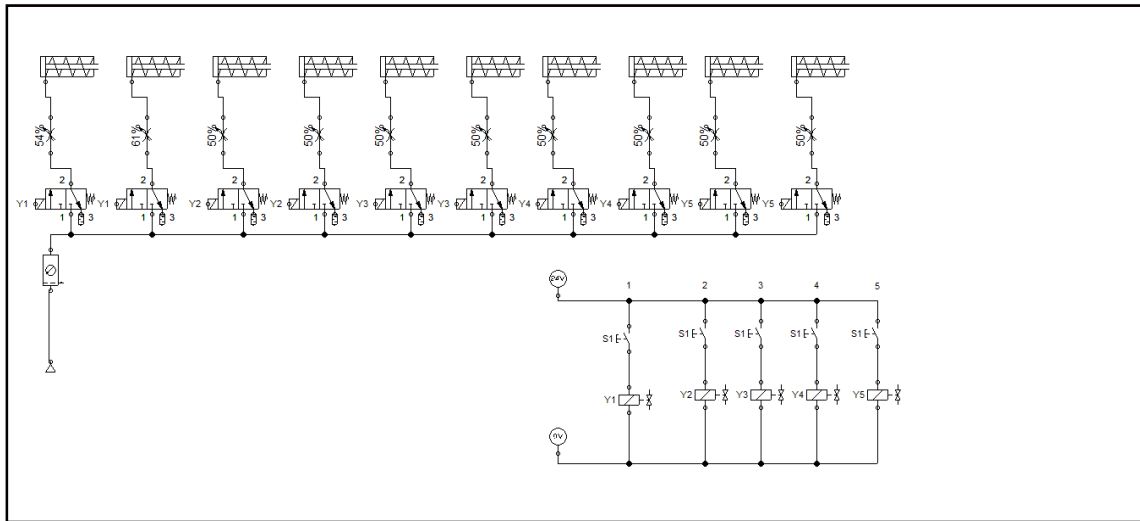 54% 61% 50% 50% 50% 50% 50% 50% 50% 50%
2 2 2 2 2 2 2 2 2 2
Y1 Y1 Y2 Y2 Y3 Y3 Y4 Y4 Y5 Y5
1 3 1 3 1 3 1 3 1 3 1 3 1 3 1 3 1 3 1 3
24V 1 2 3 4 5
S1 S1 S1 S1 S1
Y1 Y2 Y3 Y4 Y5
0V